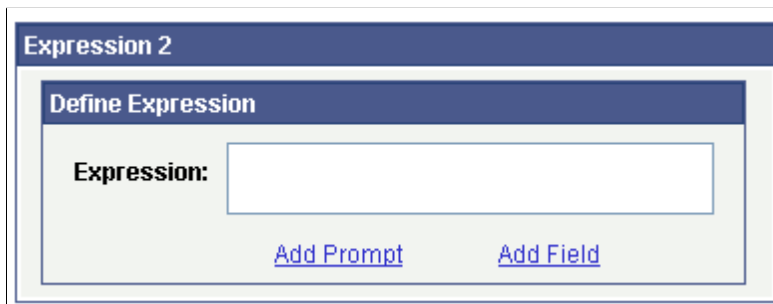 Expression 2
Define Expression
Expression:
Add Prompt Add Field